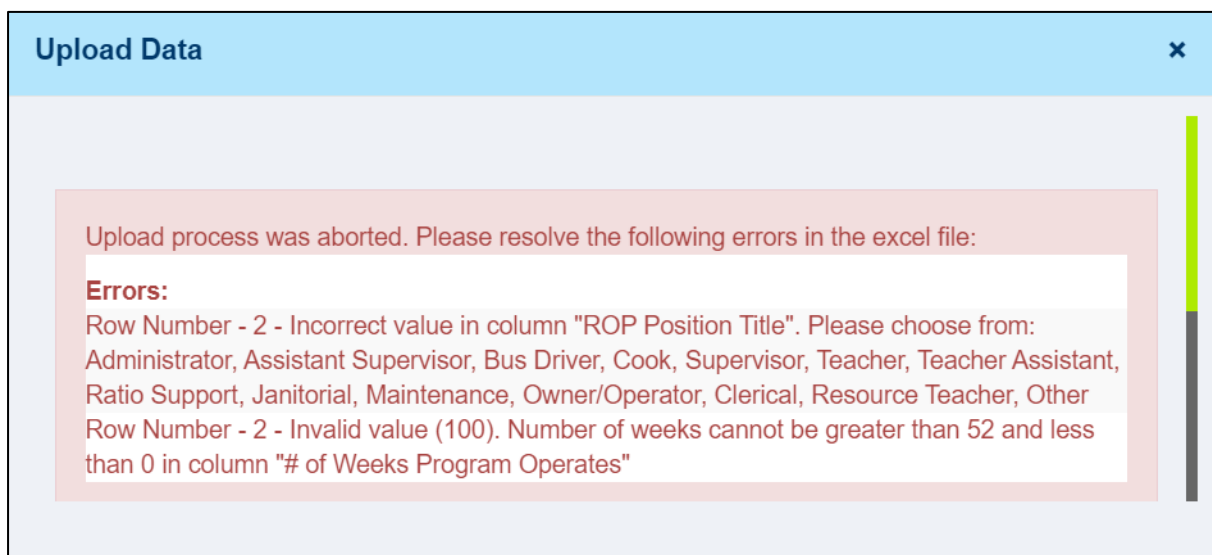 Upload Data ×
Upload process was aborted. Please resolve the following errors in the excel file:
Errors:
Row Number - 2 - Incorrect value in column "ROP Position Title". Please choose from:
Administrator, Assistant Supervisor, Bus Driver, Cook, Supervisor, Teacher, Teacher Assistant,
Ratio Support, Janitorial, Maintenance, Owner/Operator, Clerical, Resource Teacher, Other
Row Number - 2 - Invalid value (100). Number of weeks cannot be greater than 52 and less
than 0 in column "# of Weeks Program Operates"